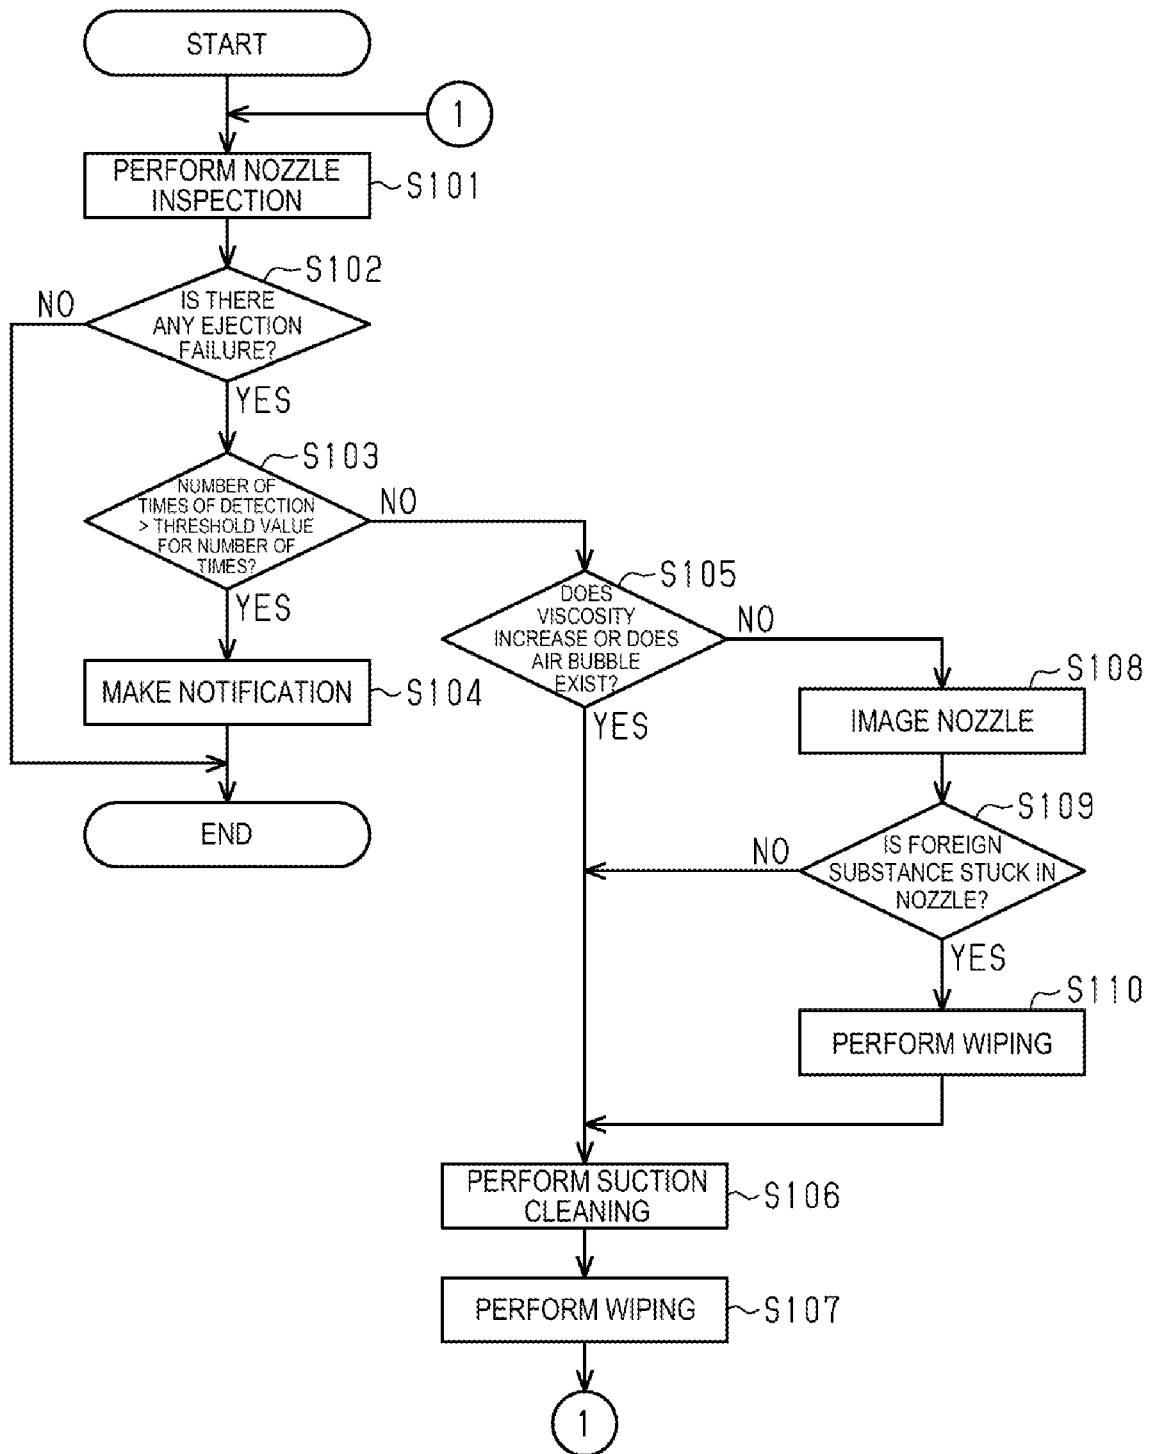 START
1
PERFORM NOZZLE
INSPECTION
S101
S102
NO
IS THERE
ANY EJECTION
FAILURE?
YES
S103
NUMBER OF
TIMES OF DETECTION
> THRESHOLD VALUE
FOR NUMBER OF
TIMES?
NO
YES
MAKE NOTIFICATION
S104
END
S105
DOES
VISCOSITY
INCREASE OR DOES
AIR BUBBLE
EXIST?
NO
YES
S108
IMAGE NOZZLE
S109
IS FOREIGN
SUBSTANCE STUCK IN
NOZZLE?
NO
YES
S110
PERFORM WIPING
PERFORM SUCTION
CLEANING
S106
PERFORM WIPING
S107
1